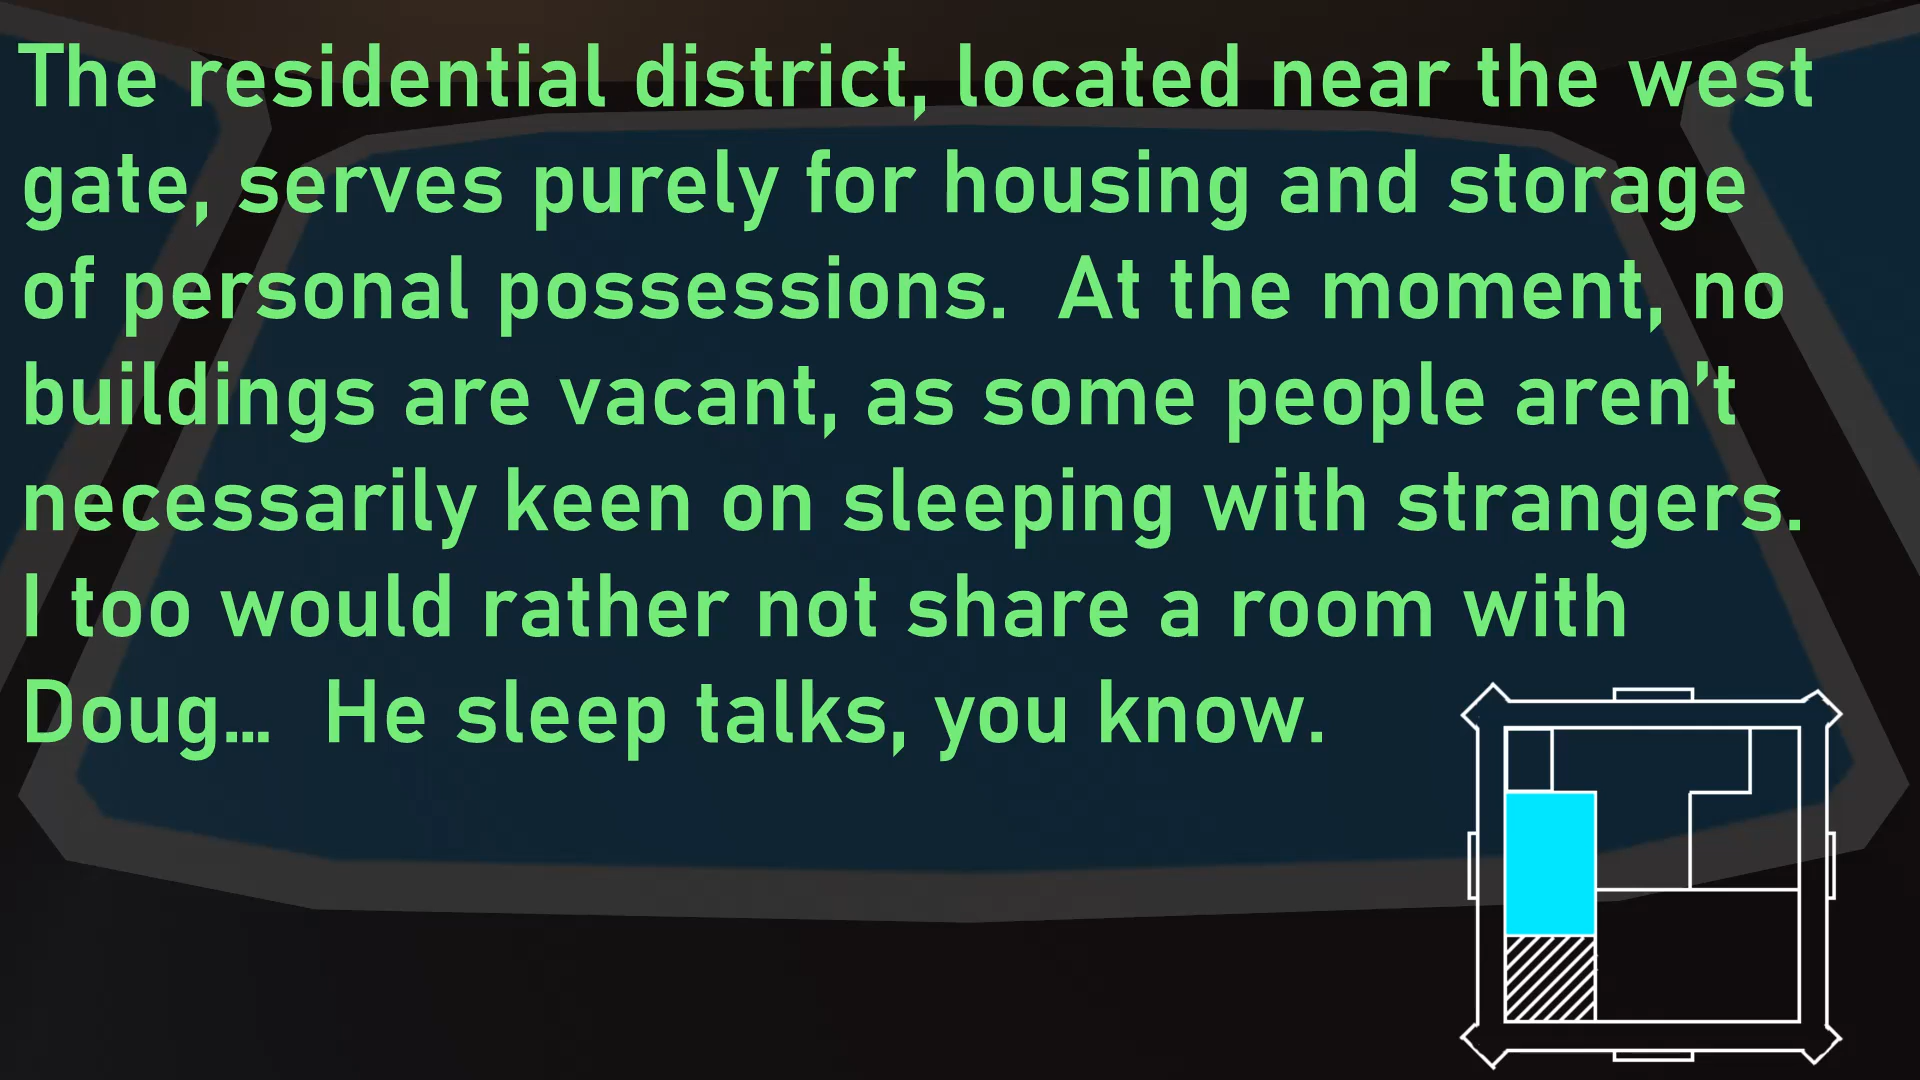 The residential district, located near the west
gate, serves purely for housing and storage
of personal possessions.  At the moment, no
buildings are vacant, as some people aren't
necessarily keen on sleeping with strangers.
I too would rather not share a room with
Doug...  He sleep talks, you know.